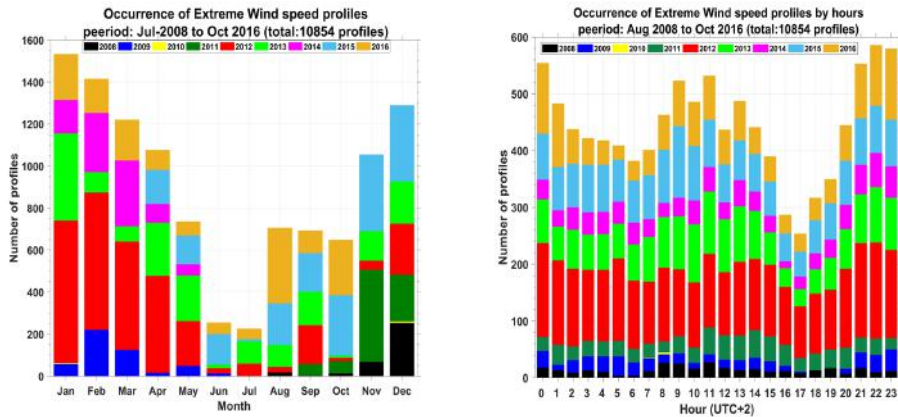 Occurrence of Extreme Wind speed profiles
peeriod: Jul-2008 to Oct 2016 (total:10854 profiles)
1600
1400
1200
1000
800
600
400
200
0
Number of profiles
2008 2009 2010 2011 2012 2013 2014 2015 2016
Jan Feb Mar Apr May Jun Jul Aug Sep Oct Nov Dec
Month
Occurrence of Extreme Wind speed profiles by hours
peeriod: Aug 2008 to Oct 2016 (total:10854 profiles)
600
500
400
300
200
100
0
Number of profiles
2008 2009 2010 2011 2012 2013 2014 2015 2016
0 1 2 3 4 5 6 7 8 9 10 11 12 13 14 15 16 17 18 19 20 21 22 23
Hour (UTC+2)